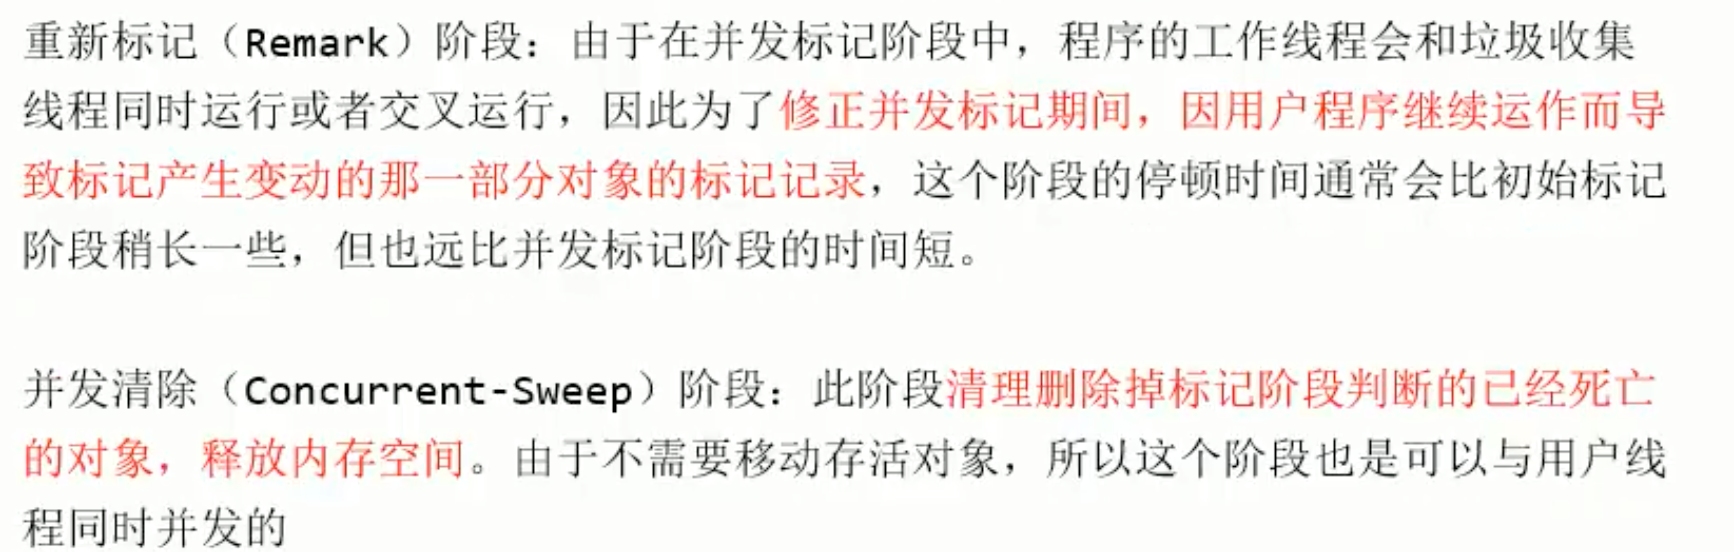 重新标记（Remark）阶段：由于在并发标记阶段中，程序的工作线程会和垃圾收集
线程同时运行或者交叉运行，因此为了修正并发标记期间，因用户程序继续运作而导
致标记产生变动的那一部分对象的标记记录，这个阶段的停顿时间通常会比初始标记
阶段稍长一些，但也远比并发标记阶段的时间短。
并发清除（Concurrent-Sweep）阶段：此阶段清理删除掉标记阶段判断的已经死亡
的对象，释放内存空间。由于不需要移动存活对象，所以这个阶段也是可以与用户线
程同时并发的